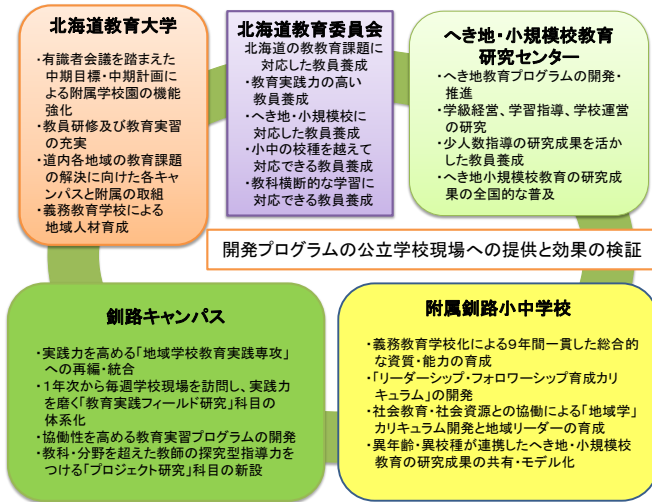 北海道教育大学
・有識者会議を踏まえた
中期目標・中期計画に
よる附属学校園の機能
強化
・教員研修及び教育実習
の充実
・道内各地域の教育課題
の解決に向けた各キャ
ンパスと附属の取組
・義務教育学校による
地域人材育成
北海道教育委員会
北海道の教教育課題に
対応した教員養成
・教育実践力の高い
教員養成
・へき地・小規模校に
対応した教員養成
・小中の校種を越えて
対応できる教員養成
・教科横断的な学習に
対応できる教員養成
へき地・小規模校教育
研究センター
・へき地教育プログラムの開発・
推進
・学級経営、学習指導、学校運営
の研究
・少人数指導の研究成果を活か
した教員養成
・へき地小規模校教育の研究成
果の全国的な普及
開発プログラムの公立学校現場への提供と効果の検証
釧路キャンパス
・実践力を高める「地域学校教育実践専攻」
への再編・統合
・1年次から毎週学校現場を訪問し、実践力
を磨く「教育実践フィールド研究」科目の
体系化
・協働性を高める教育実習プログラムの開発
・教科・分野を超えた教師の探究型指導力を
つける「プロジェクト研究」科目の新設
附属釧路小中学校
・義務教育学校化による9年間一貫した総合的
な資質・能力の育成
・「リーダーシップ・フォロワーシップ育成カリ
キュラム」の開発
・社会教育・社会資源との協働による「地域学」
カリキュラム開発と地域リーダーの育成
・異年齢・異校種が連携したへき地・小規模校
教育の研究成果の共有・モデル化